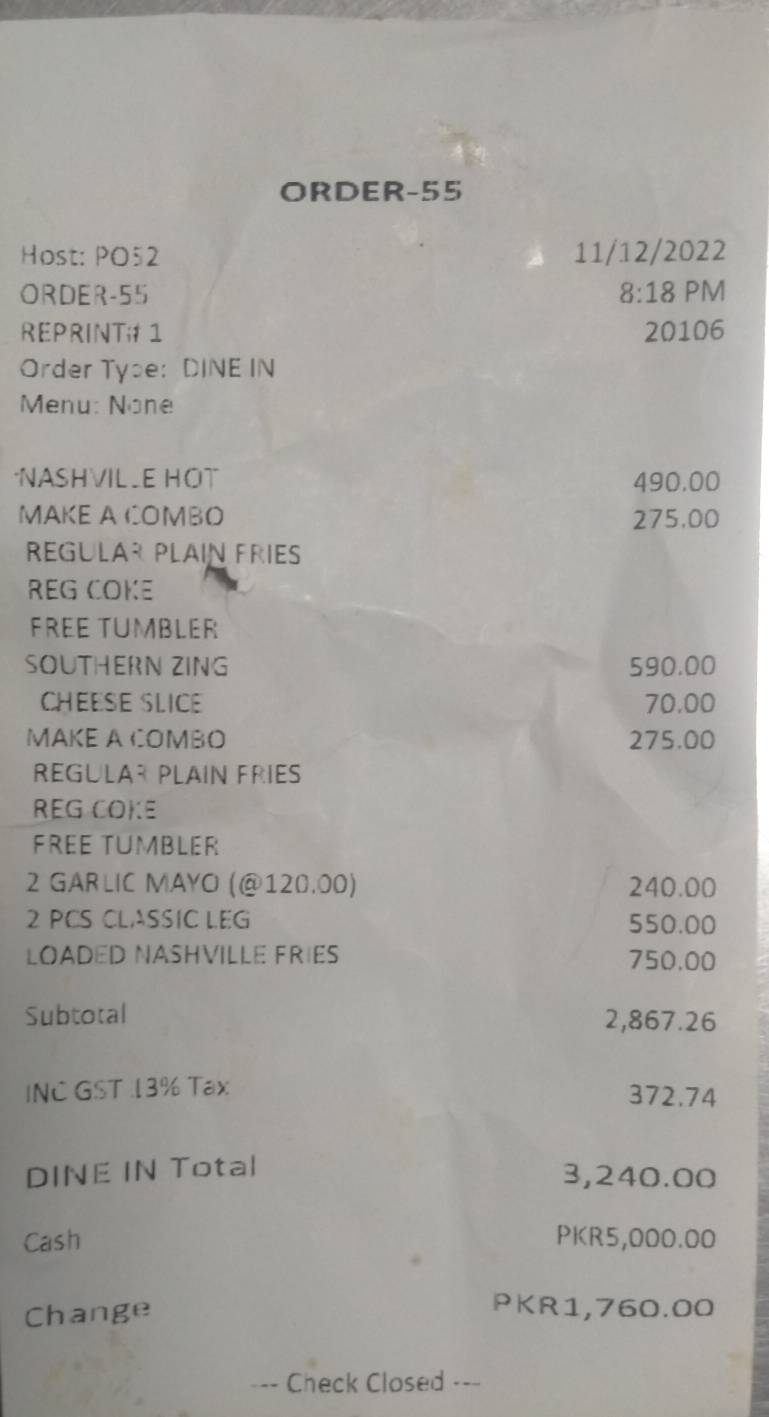 ORDER-55
Host: PO52 11/12/2022
ORDER-55 8:18 PM
REPRINT# 1 20106
Order Type: DINE IN
Menu: None
NASHVILLE HOT 490.00
MAKE A COMBO 275.00
REGULAR PLAIN FRIES
REG COKE
FREE TUMBLER
SOUTHERN ZING 590.00
CHEESE SLICE 70.00
MAKE A COMBO 275.00
REGULAR PLAIN FRIES
REG COKE
FREE TUMBLER
2 GARLIC MAYO (@120.00) 240.00
2 PCS CLASSIC LEG 550.00
LOADED NASHVILLE FRIES 750.00
Subtotal 2,867.26
INC GST 13% Tax 372.74
DINE IN Total 3,240.00
Cash PKR5,000.00
Change PKR1,760.00
--- Check Closed ---